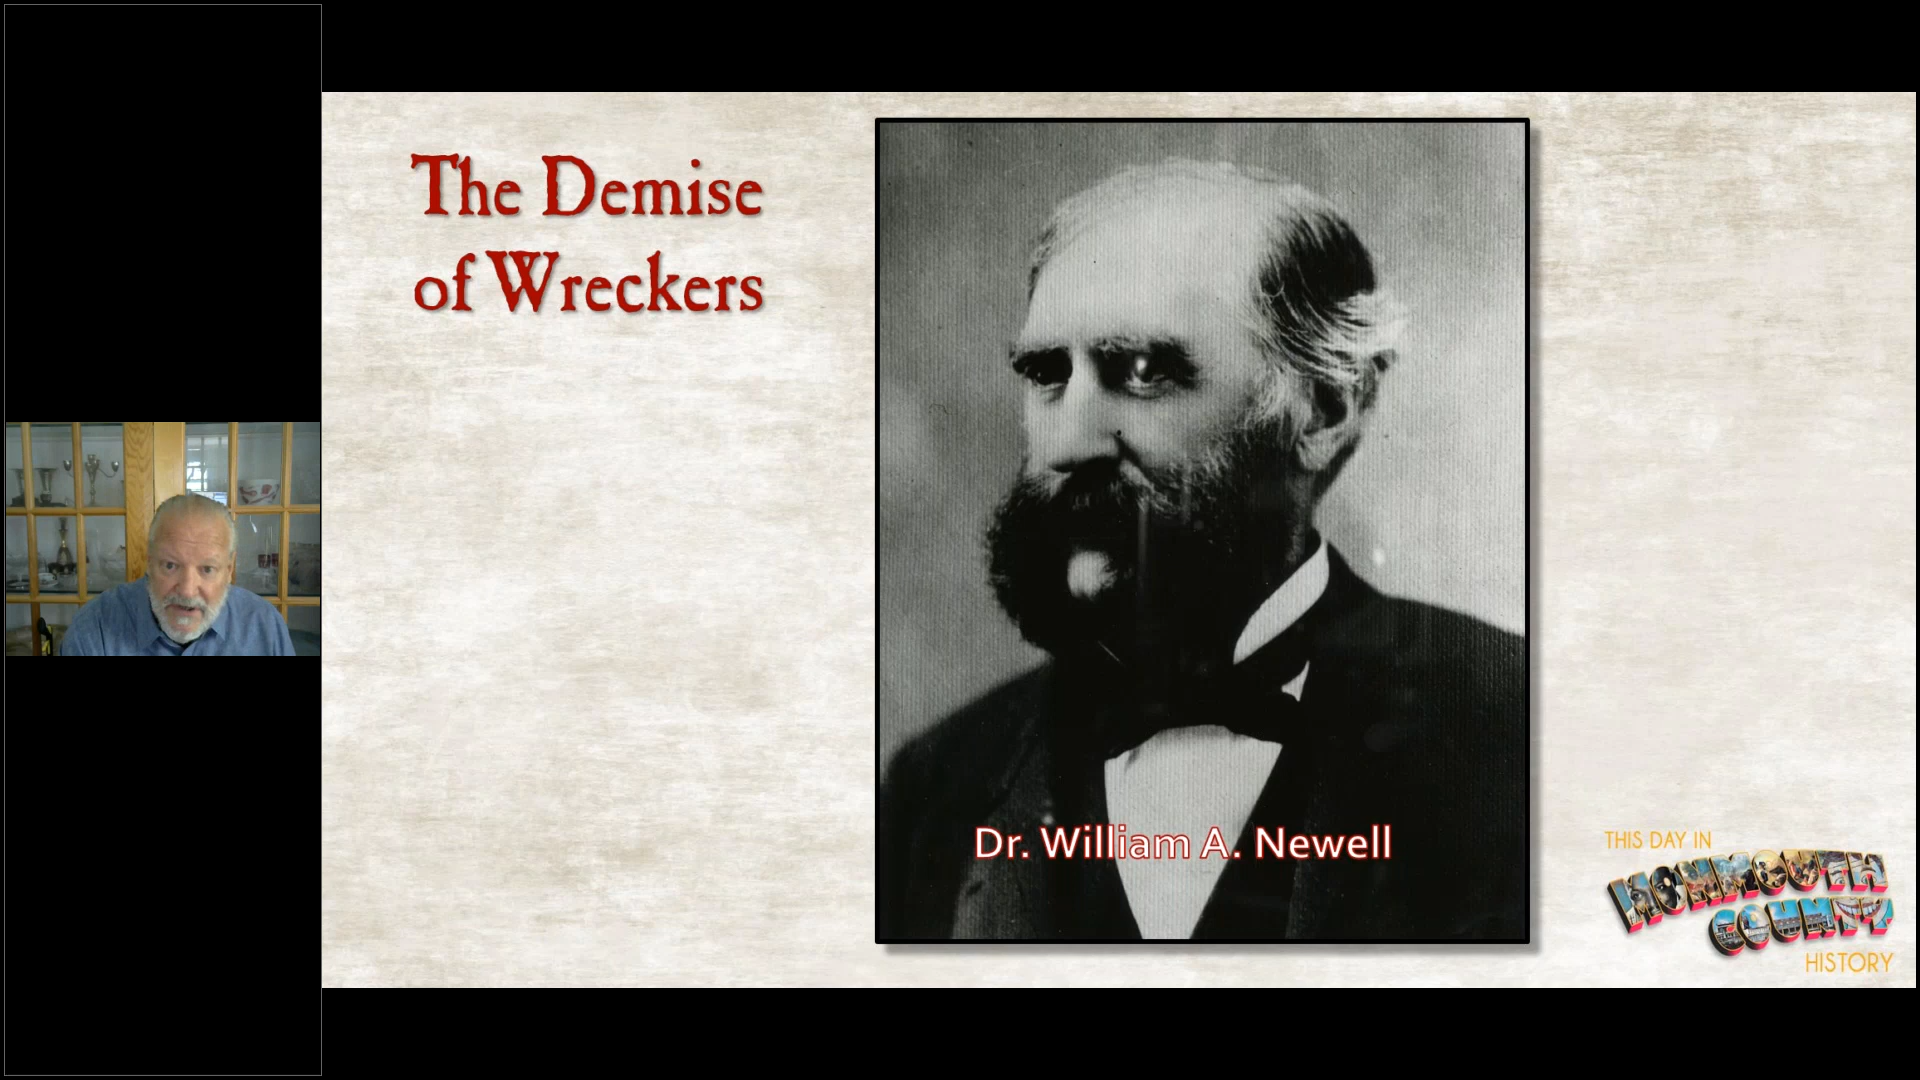 The Demise
of Wreckers
Dr. William A. Newell
THIS DAY IN
MONMOUTH
COUNTY
HISTORY